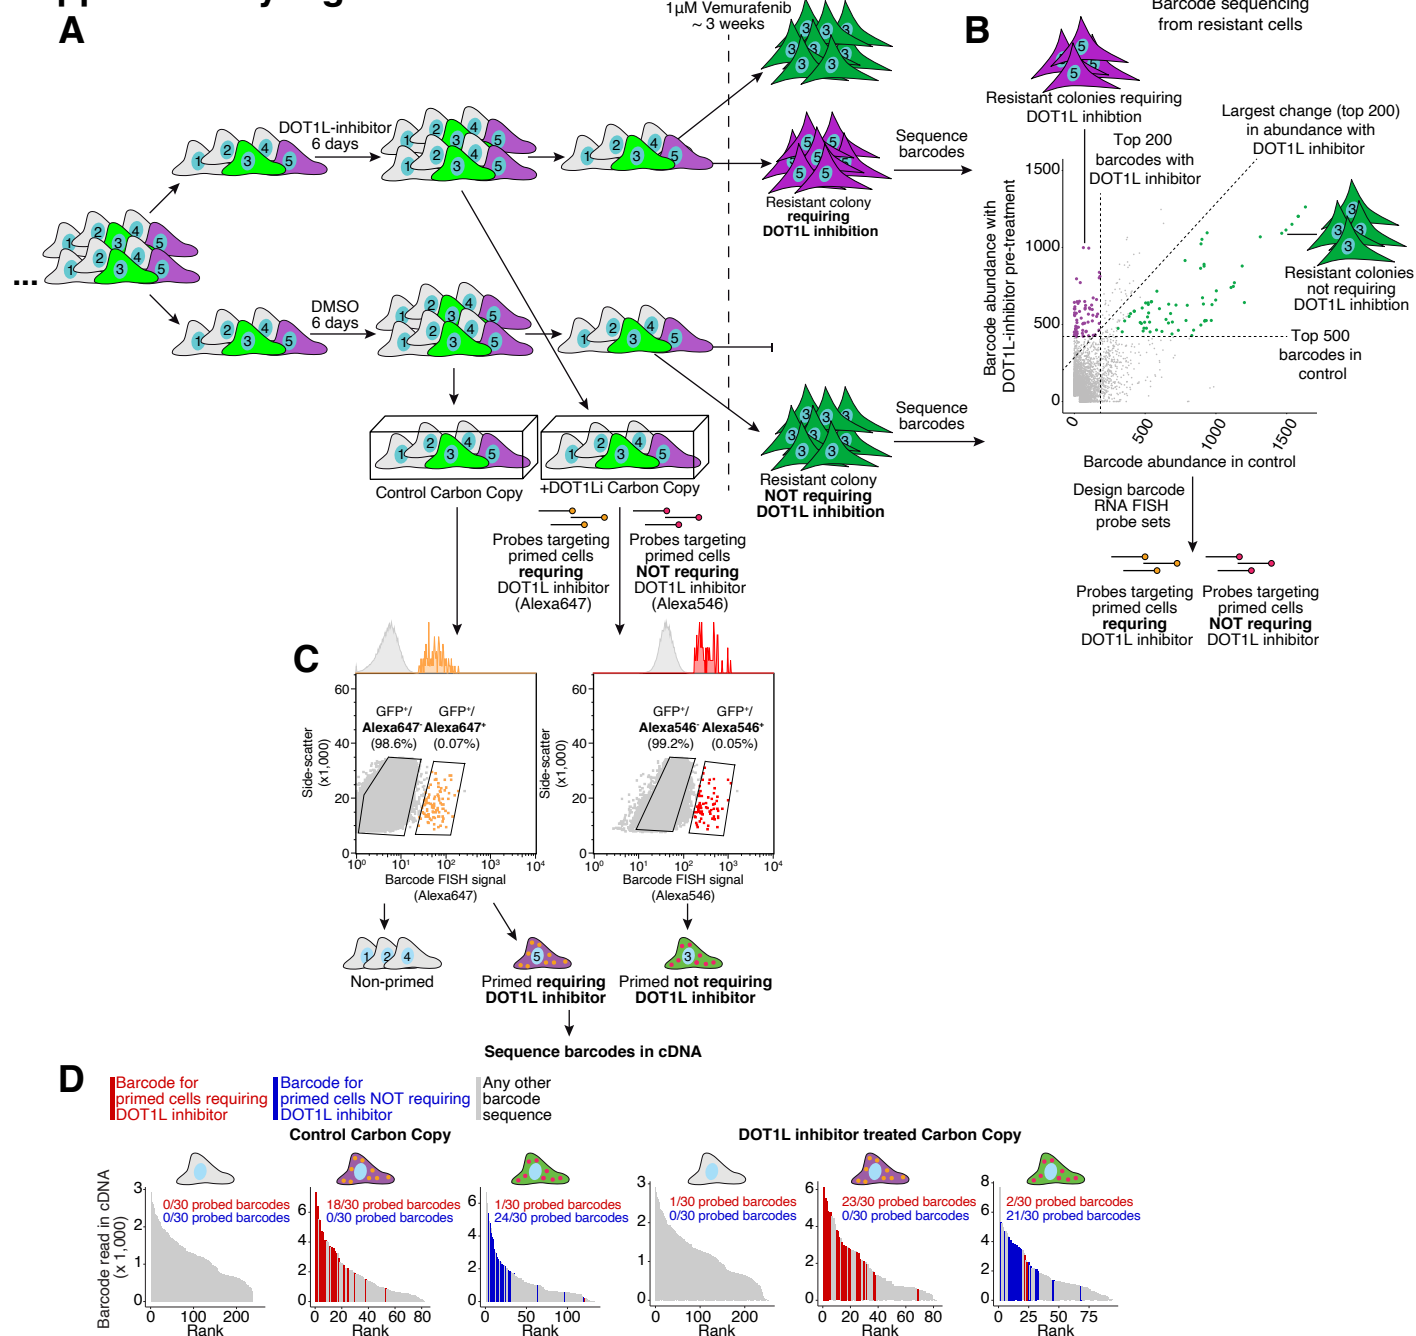 A
1µM Vemurafenib
~ 3 weeks
DOT1L-inhibitor
6 days
1
2
3
4
5
...
DMSO
6 days
Resistant colony
requiring
DOT1L inhibition
Sequence
barcodes
Resistant colony
NOT requiring
DOT1L inhibition
Sequence
barcodes
Control Carbon Copy
+DOT1Li Carbon Copy
Probes targeting
primed cells
requring
DOT1L inhibitor
(Alexa647)
Probes targeting
primed cells
NOT requring
DOT1L inhibitor
(Alexa546)
B
Barcode sequencing
from resistant cells
Resistant colonies requiring
DOT1L inhibtion
Top 200
barcodes with
DOT1L inhibitor
Largest change (top 200)
in abundance with
DOT1L inhibitor
Resistant colonies
not requiring
DOT1L inhibtion
Top 500
barcodes in
control
Barcode abundance with
DOT1L-inhibitor pre-treatment
1500
1000
500
0
0
500
1000
1500
Barcode abundance in control
Design barcode
RNA FISH
probe sets
Probes targeting
primed cells
requring
DOT1L inhibitor
Probes targeting
primed cells
NOT requring
DOT1L inhibitor
C
Side-scatter
(x1,000)
60
40
20
0
GFP⁺/
Alexa647⁻
(98.6%)
GFP⁺/
Alexa647⁺
(0.07%)
10⁰ 10¹ 10² 10³ 10⁴
Barcode FISH signal
(Alexa647)
Side-scatter
(x1,000)
60
40
20
0
GFP⁺/
Alexa546⁻
(99.2%)
GFP⁺/
Alexa546⁺
(0.05%)
10⁰ 10¹ 10² 10³ 10⁴
Barcode FISH signal
(Alexa546)
1 2 4
Non-primed
5
Primed requiring
DOT1L inhibitor
3
Primed not requiring
DOT1L inhibitor
Sequence barcodes in cDNA
D
Barcode for
primed cells requiring
DOT1L inhibitor
Barcode for
primed cells NOT requiring
DOT1L inhibitor
Any other
barcode
sequence
Control Carbon Copy
DOT1L inhibitor treated Carbon Copy
Barcode read in cDNA
(x 1,000)
0/30 probed barcodes
0/30 probed barcodes
3
2
1
0
0 100 200
Rank
18/30 probed barcodes
0/30 probed barcodes
6
4
2
0
0 20 40 60 80
Rank
1/30 probed barcodes
24/30 probed barcodes
6
4
2
0
0 50 100
Rank
1/30 probed barcodes
0/30 probed barcodes
3
2
1
0
0 100 200
Rank
23/30 probed barcodes
0/30 probed barcodes
6
4
2
0
0 20 40 60 80
Rank
2/30 probed barcodes
21/30 probed barcodes
8
6
4
2
0
0 25 50 75
Rank